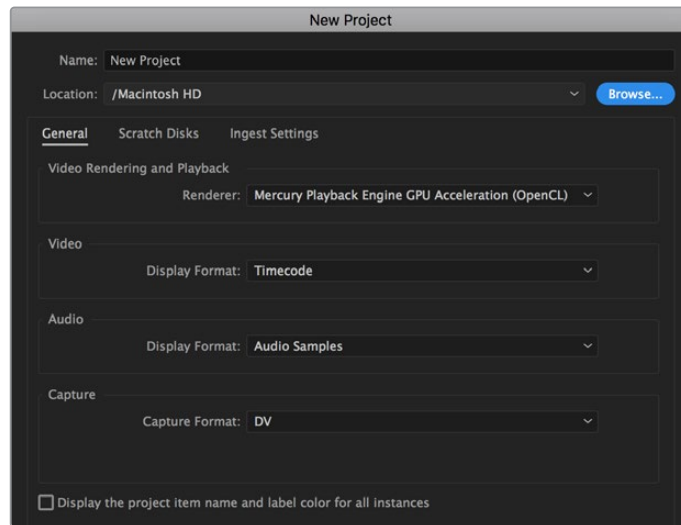 New Project
Name: New Project
Location: /Macintosh HD Browse...
General Scratch Disks Ingest Settings
Video Rendering and Playback
Renderer: Mercury Playback Engine GPU Acceleration (OpenCL)
Video
Display Format: Timecode
Audio
Display Format: Audio Samples
Capture
Capture Format: DV
Display the project item name and label color for all instances